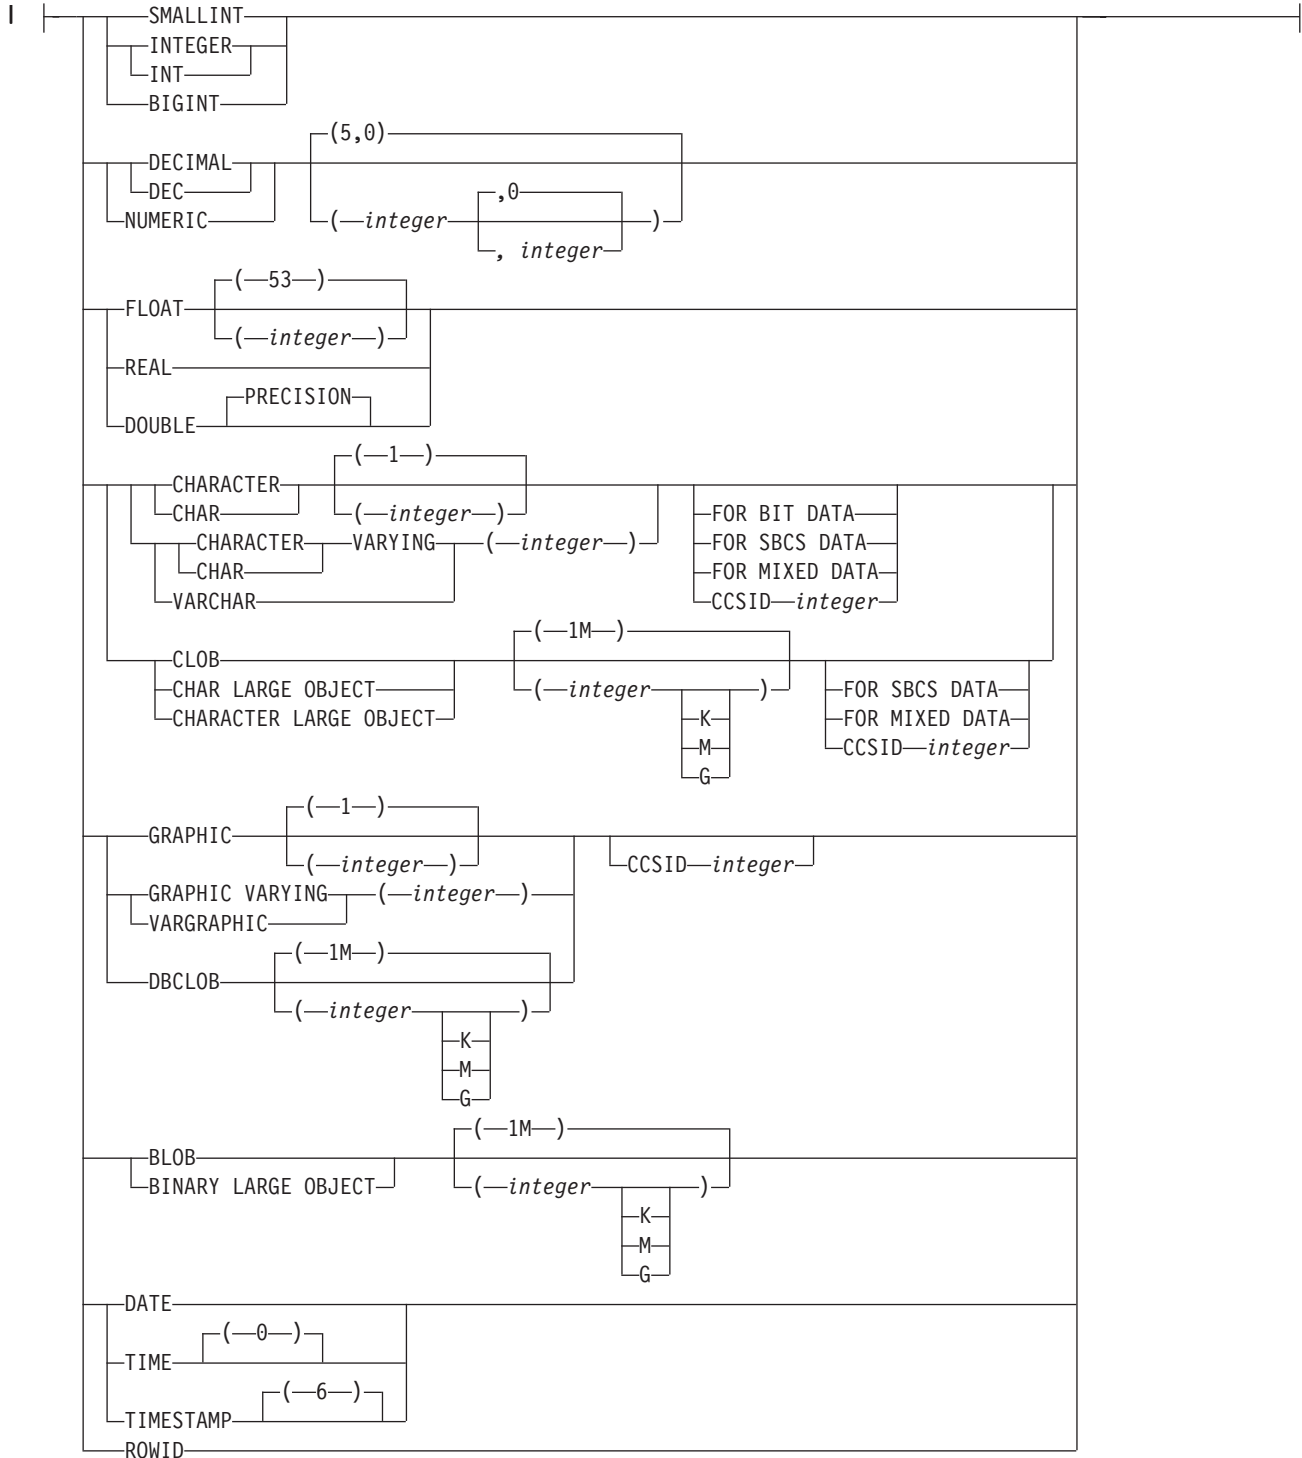 SMALLINT
INTEGER
INT
BIGINT
(5,0)
DECIMAL
DEC
,0
NUMERIC ( integer )
, integer
( 53 )
FLOAT
( integer )
REAL
PRECISION
DOUBLE
( 1 )
CHARACTER
CHAR ( integer ) FOR BIT DATA
CHARACTER VARYING ( integer ) FOR SBCS DATA
CHAR FOR MIXED DATA
VARCHAR CCSID integer
( 1M )
CLOB
CHAR LARGE OBJECT ( integer ) FOR SBCS DATA
CHARACTER LARGE OBJECT K FOR MIXED DATA
M CCSID integer
G
( 1 )
GRAPHIC
( integer ) CCSID integer
GRAPHIC VARYING ( integer )
VARGRAPHIC
( 1M )
DBCLOB
( integer )
K
M
G
( 1M )
BLOB
BINARY LARGE OBJECT ( integer )
K
M
G
DATE
( 0 )
TIME
( 6 )
TIMESTAMP
ROWID